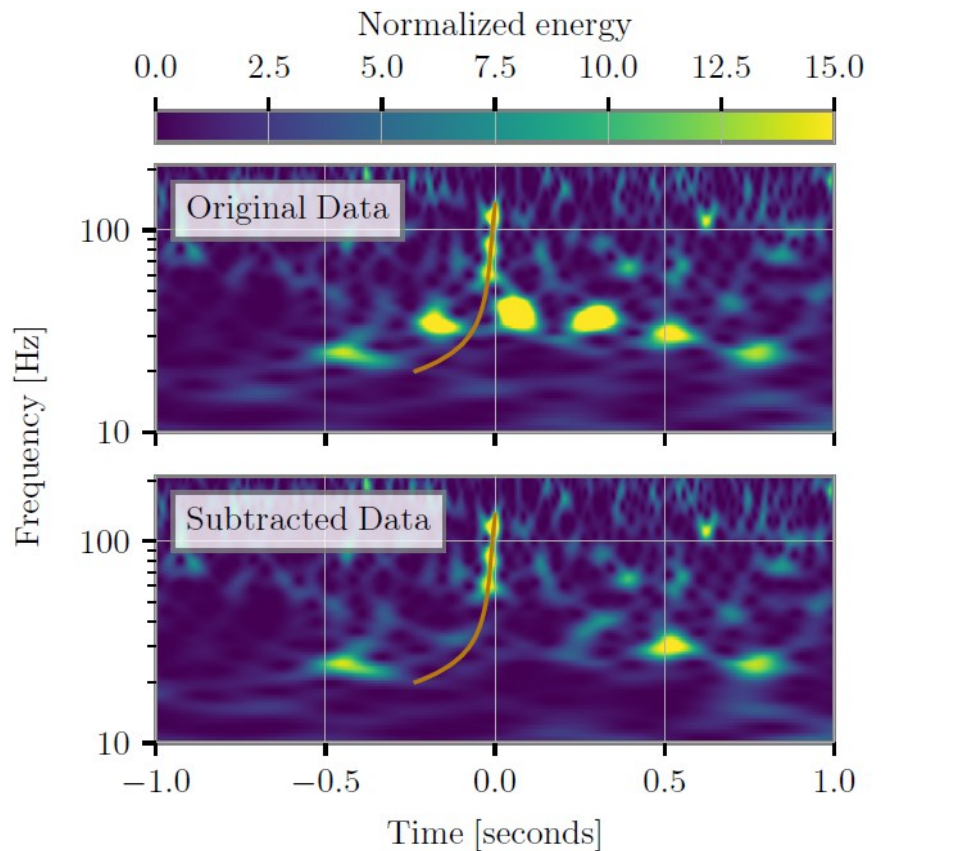 Normalized energy
0.0 2.5 5.0 7.5 10.0 12.5 15.0
Original Data
100
10
Frequency [Hz]
Subtracted Data
100
10
−1.0 −0.5 0.0 0.5 1.0
Time [seconds]